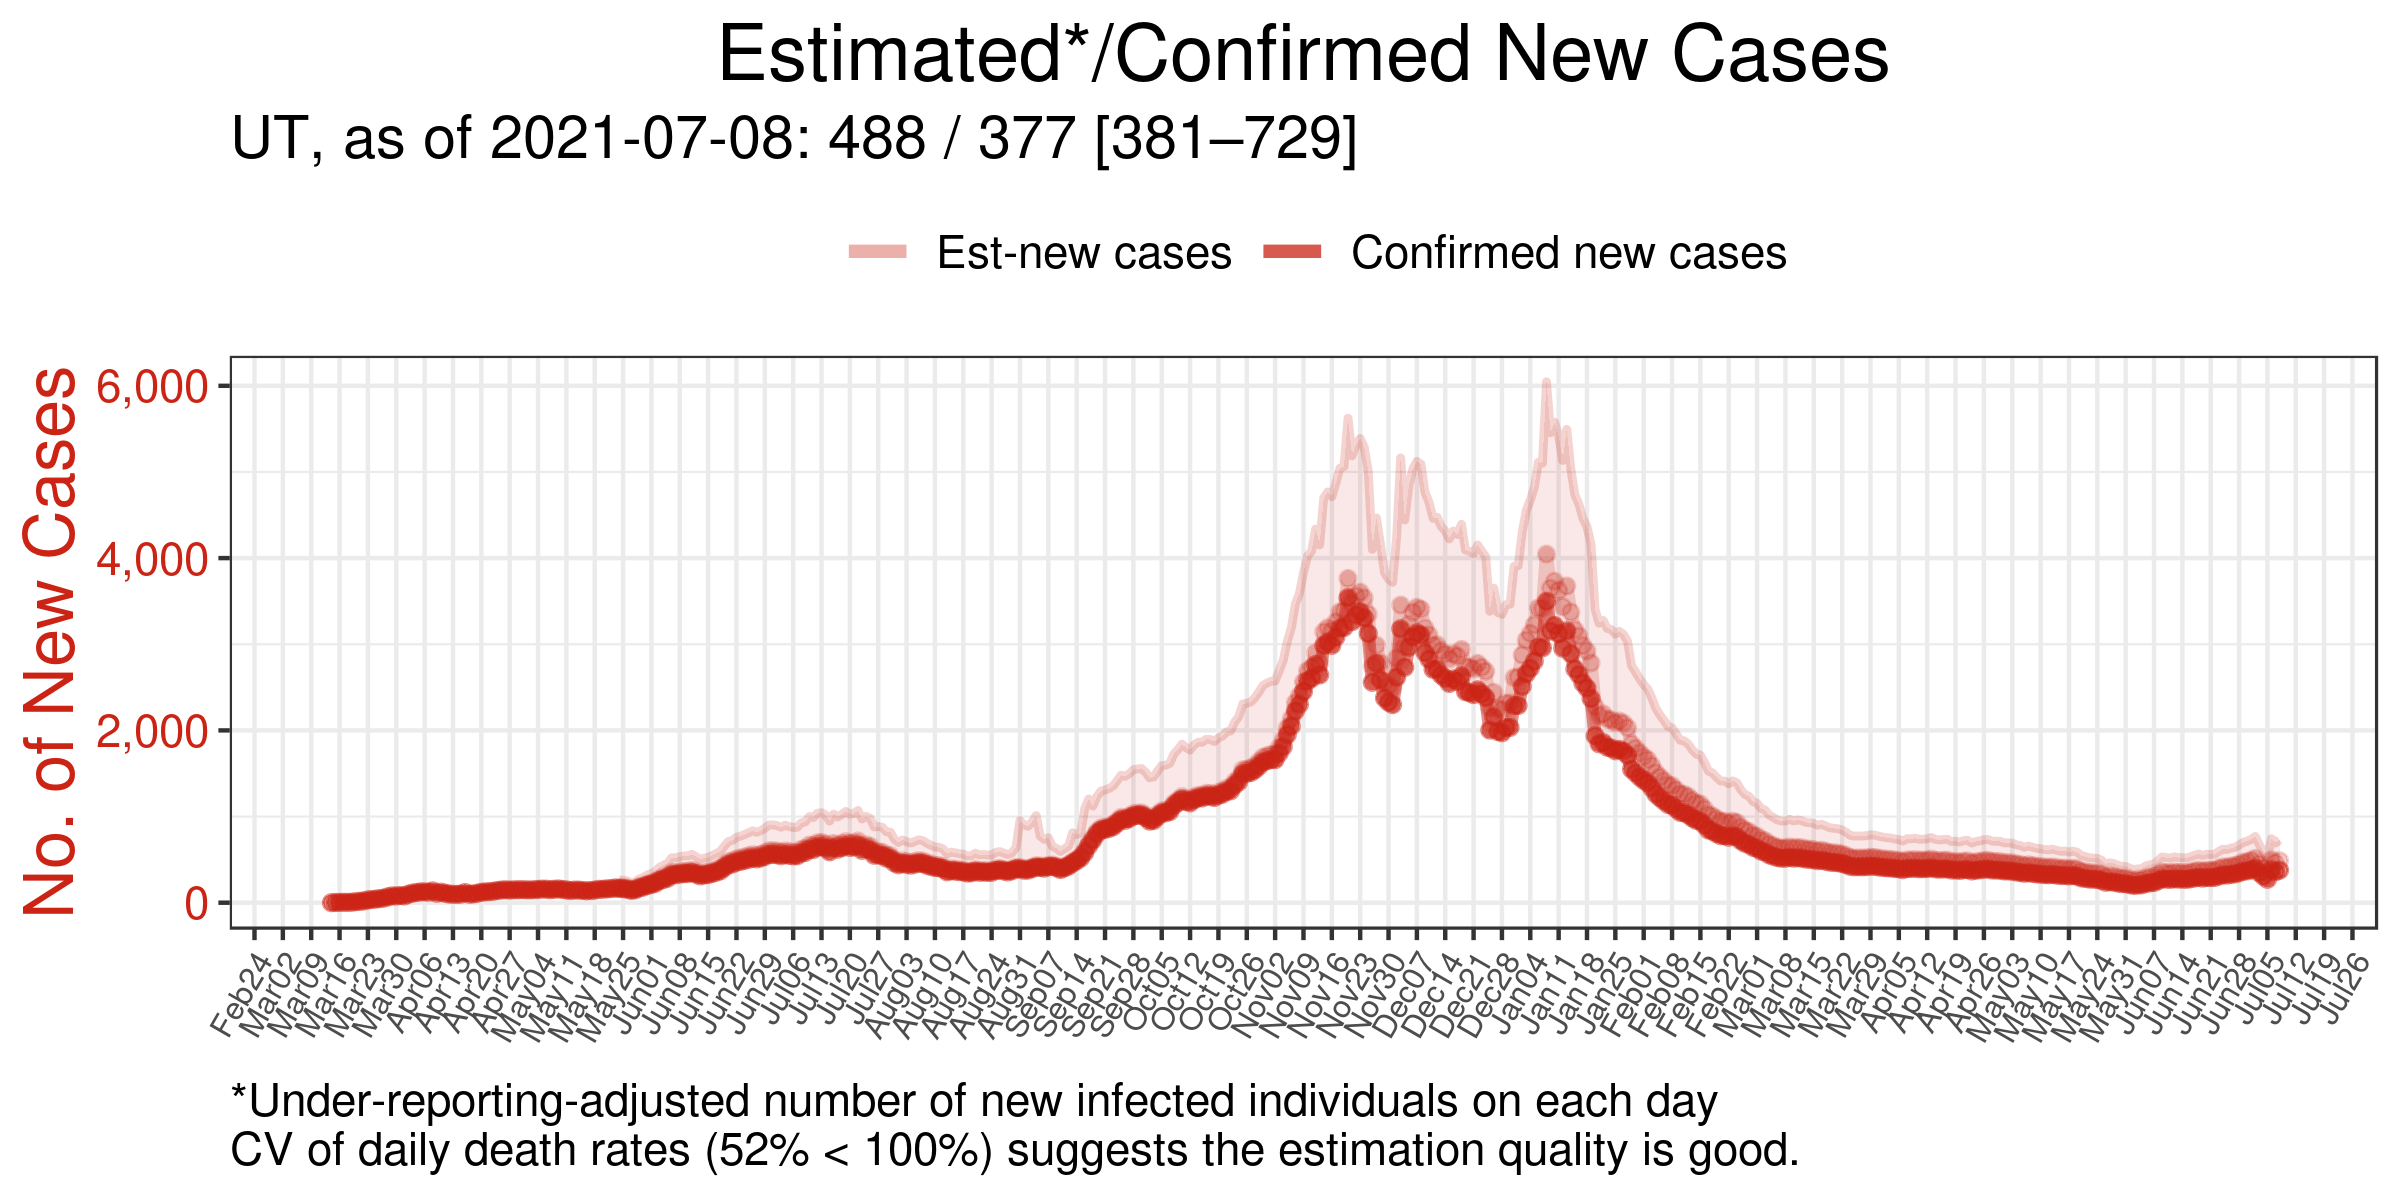 Estimated*/Confirmed New Cases
UT, as of 2021-07-08: 488 / 377 [381–729]
Est-new cases
Confirmed new cases
No. of New Cases
6,000
4,000
2,000
0
Feb24
Mar02
Mar09
Mar16
Mar23
Mar30
Apr06
Apr13
Apr20
Apr27
May04
May11
May18
May25
Jun01
Jun08
Jun15
Jun22
Jun29
Jul06
Jul13
Jul20
Jul27
Aug03
Aug10
Aug17
Aug24
Aug31
Sep07
Sep14
Sep21
Sep28
Oct05
Oct12
Oct19
Oct26
Nov02
Nov09
Nov16
Nov23
Nov30
Dec07
Dec14
Dec21
Dec28
Jan04
Jan11
Jan18
Jan25
Feb01
Feb08
Feb15
Feb22
Mar01
Mar08
Mar15
Mar22
Mar29
Apr05
Apr12
Apr19
Apr26
May03
May10
May17
May24
May31
Jun07
Jun14
Jun21
Jun28
Jul05
Jul12
Jul19
Jul26
*Under-reporting-adjusted number of new infected individuals on each day
CV of daily death rates (52% < 100%) suggests the estimation quality is good.